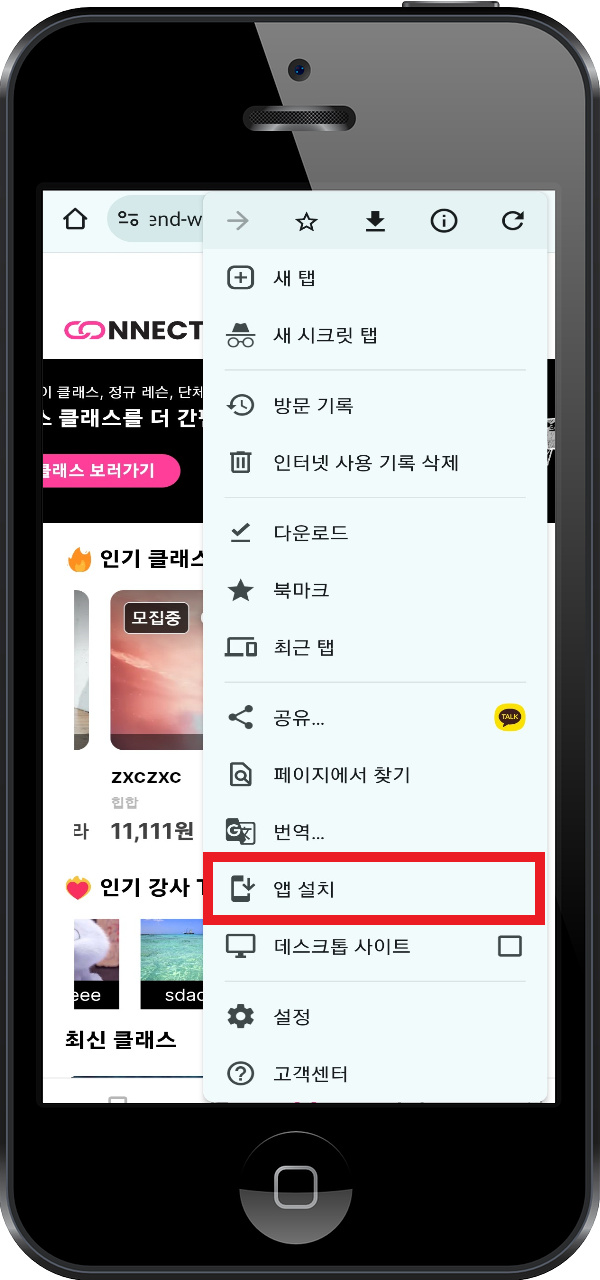 end-w
새 탭
새 시크릿 탭
방문 기록
인터넷 사용 기록 삭제
다운로드
북마크
최근 탭
공유...
TALK
페이지에서 찾기
번역...
앱 설치
데스크톱 사이트
설정
고객센터
CONNECT
클래스, 정규 레슨, 단체
클래스를 더
클래스 보러가기
인기 클래스
모집중
zxczxc
힙합
라
11,111원
인기 강사 T
eee
sdac
최신 클래스